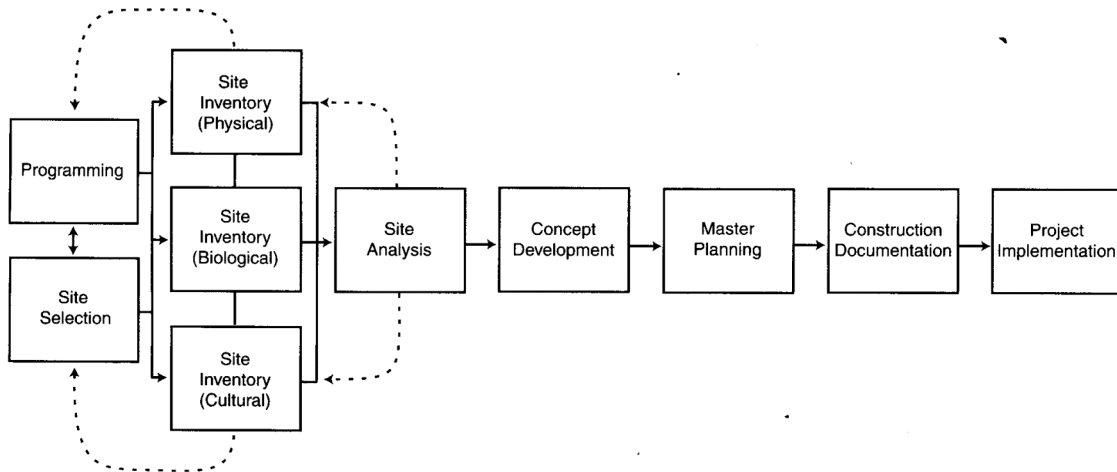 Programming
Site
Selection
Site
Inventory
(Physical)
Site
Inventory
(Biological)
Site
Inventory
(Cultural)
Site
Analysis
Concept
Development
Master
Planning
Construction
Documentation
Project
Implementation